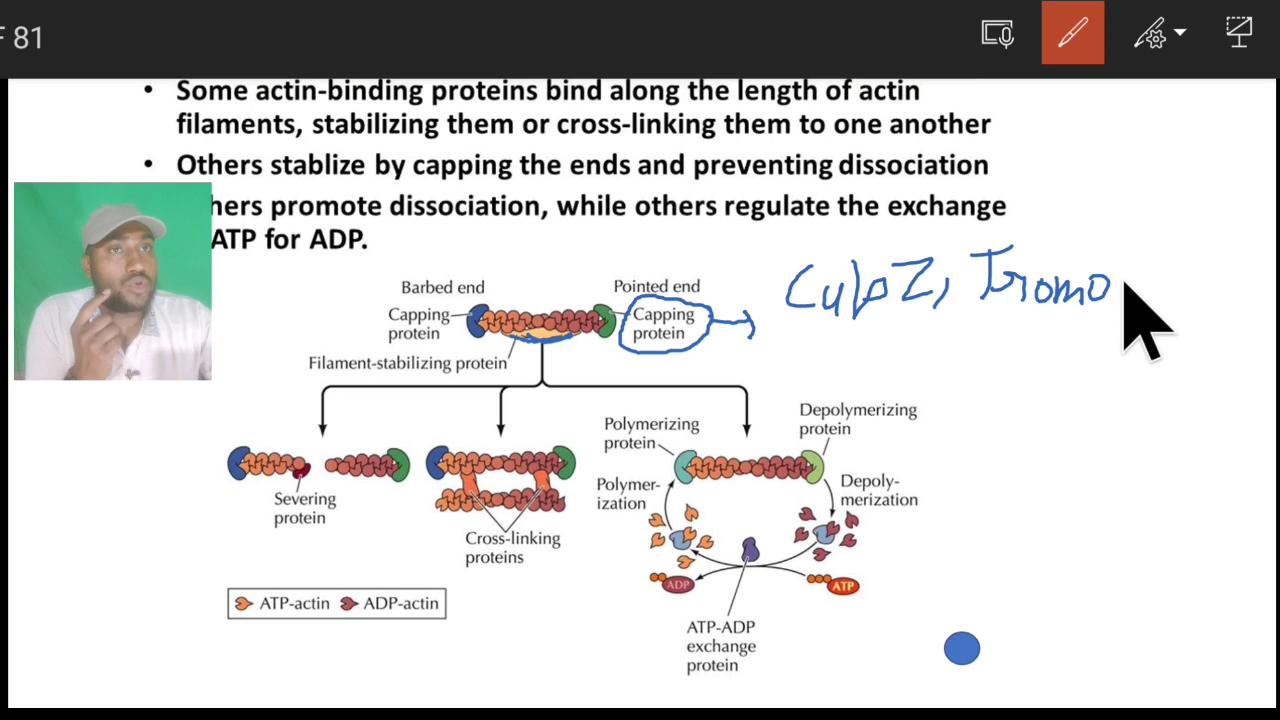 F 81
• Some actin-binding proteins bind along the length of actin
filaments, stabilizing them or cross-linking them to one another
• Others stablize by capping the ends and preventing dissociation
hers promote dissociation, while others regulate the exchange
ATP for ADP.
Barbed end
Pointed end
Capping
protein
Capping
protein
Filament-stabilizing protein
Tromo
Severing
protein
Cross-linking
proteins
Polymerizing
protein
Depolymerizing
protein
Polymer-
ization
Depoly-
merization
ADP
ATP
ATP-ADP
exchange
protein
ATP-actin
ADP-actin